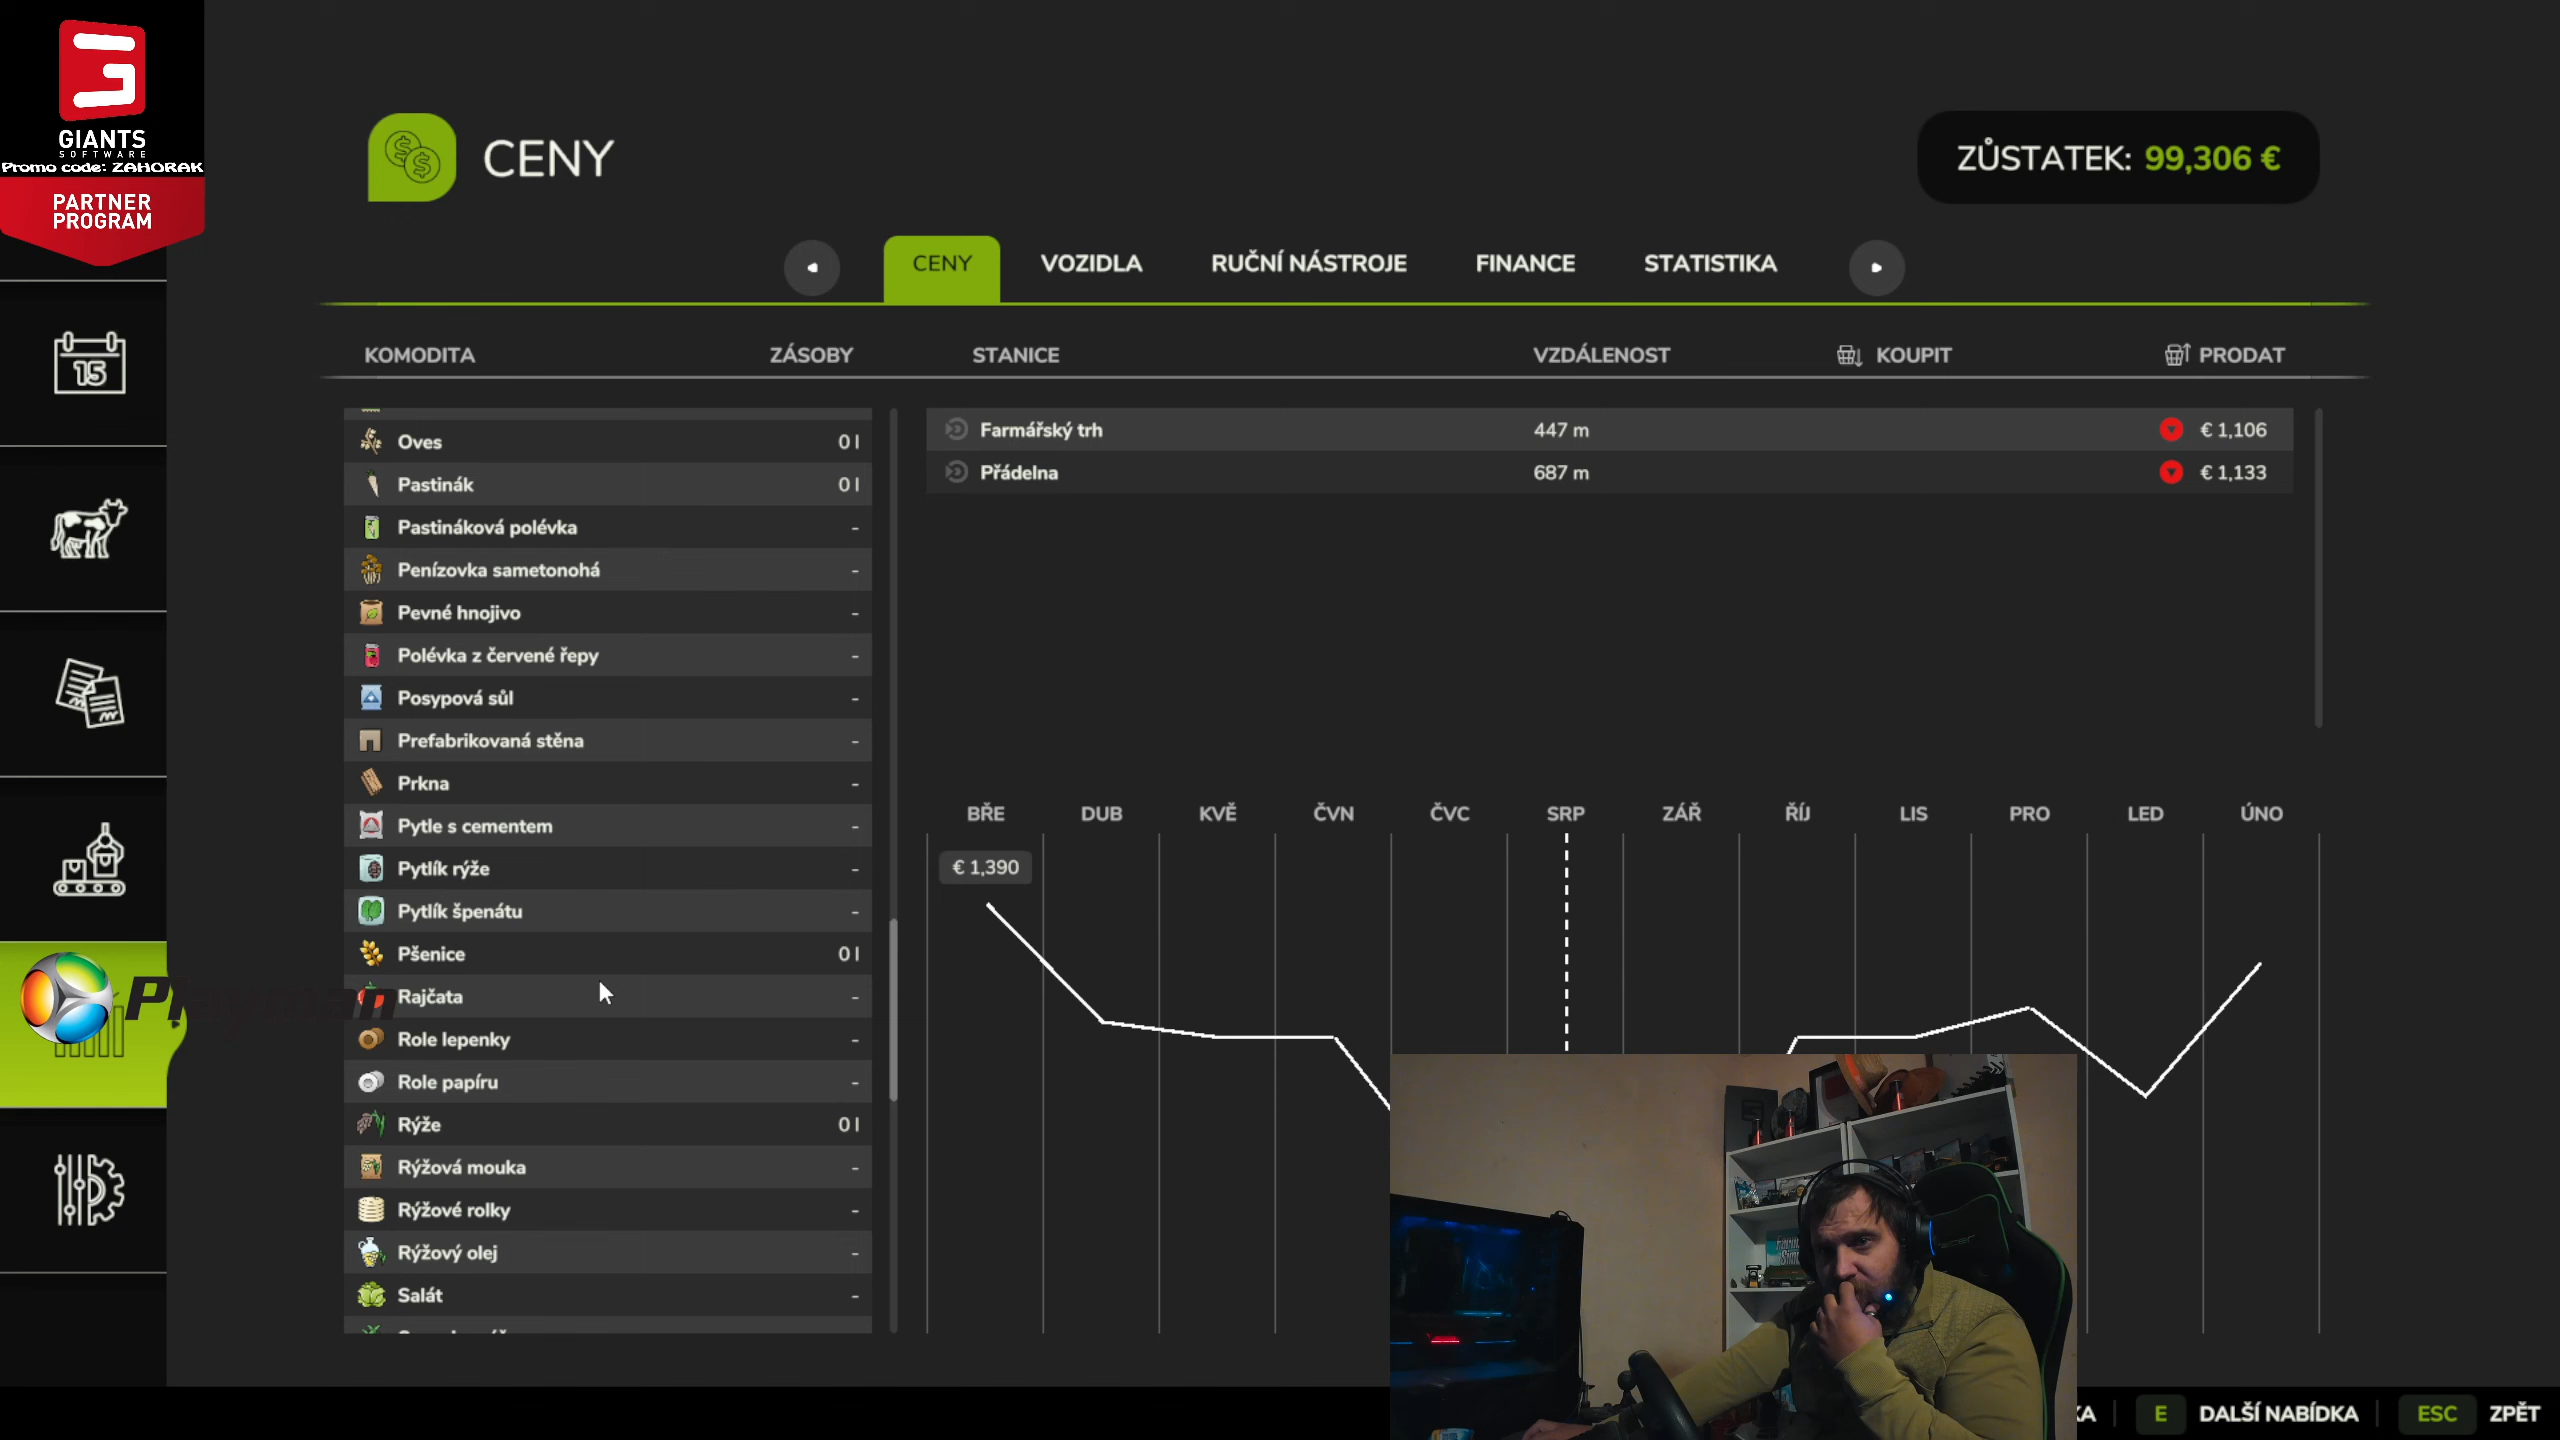 GIANTS
SOFTWARE
Promo code: ZAHORAK
PARTNER
PROGRAM
CENY
ZŮSTATEK: 99,306 €
CENY
VOZIDLA
RUČNÍ NÁSTROJE
FINANCE
STATISTIKA
KOMODITA
ZÁSOBY
STANICE
VZDÁLENOST
KOUPIT
PRODAT
Oves 0 l
Pastinák 0 l
Pastináková polévka -
Penízovka sametonohá -
Pevné hnojivo -
Polévka z červené řepy -
Posypová sůl -
Prefabrikovaná stěna -
Prkna -
Pytle s cementem -
Pytlík rýže -
Pytlík špenátu -
Pšenice 0 l
Rajčata -
Role lepenky -
Role papíru -
Rýže 0 l
Rýžová mouka -
Rýžové rolky -
Rýžový olej -
Salát -
Farmářský trh 447 m € 1,106
Přádelna 687 m € 1,133
BŘE DUB KVĚ ČVN ČVC SRP ZÁŘ ŘÍJ LIS PRO LED ÚNO
€ 1,390
15
Playman
E DALŠÍ NABÍDKA
ESC ZPĚT